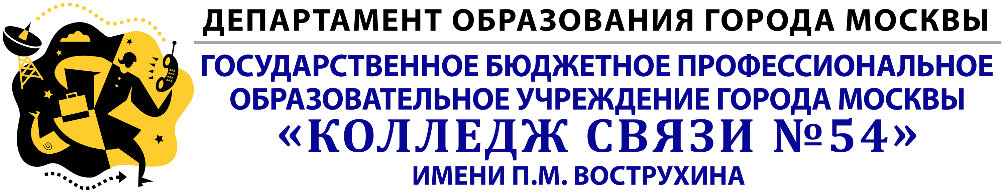 ДЕПАРТАМЕНТ ОБРАЗОВАНИЯ ГОРОДА МОСКВЫ
ГОСУДАРСТВЕННОЕ БЮДЖЕТНОЕ ПРОФЕССИОНАЛЬНОЕ
ОБРАЗОВАТЕЛЬНОЕ УЧРЕЖДЕНИЕ ГОРОДА МОСКВЫ
«КОЛЛЕДЖ СВЯЗИ №54»
ИМЕНИ П.М. ВОСТРУХИНА